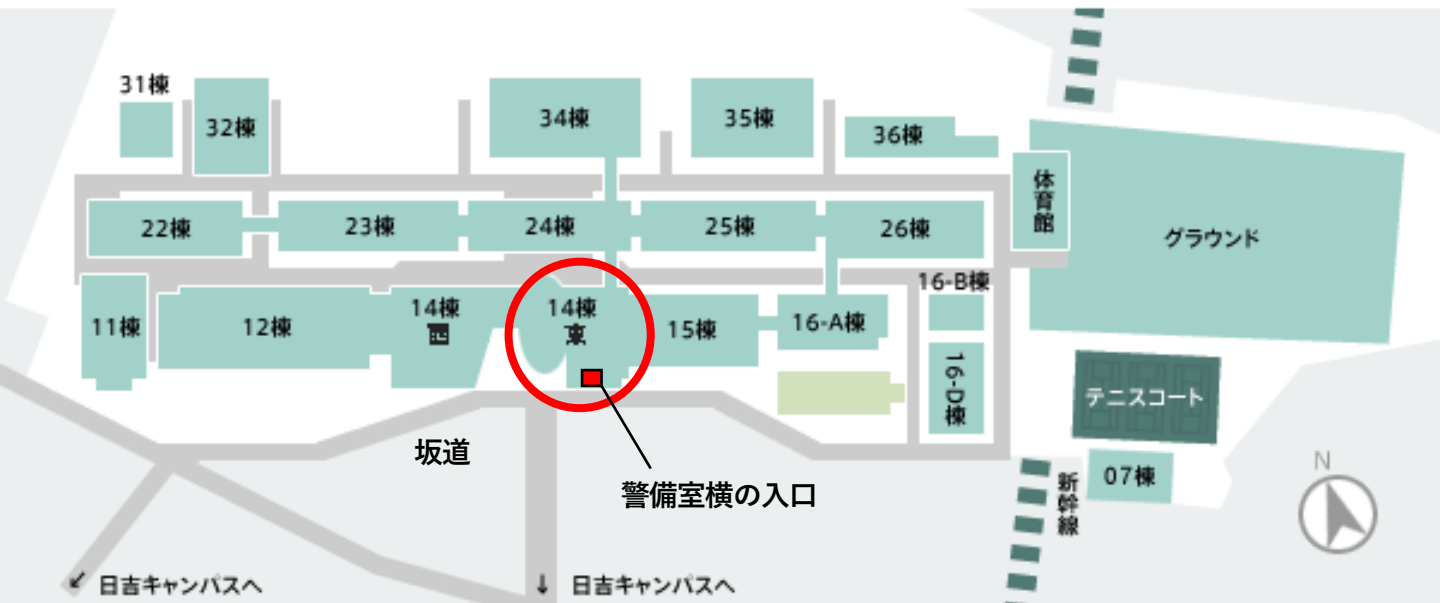 31棟
32棟
34棟
35棟
36棟
体育館
グラウンド
22棟
23棟
24棟
25棟
26棟
11棟
12棟
14棟
西
14棟
東
15棟
16-A棟
16-B棟
16-D棟
テニスコート
07棟
新幹線
坂道
警備室横の入口
N
↙ 日吉キャンパスへ
↓ 日吉キャンパスへ